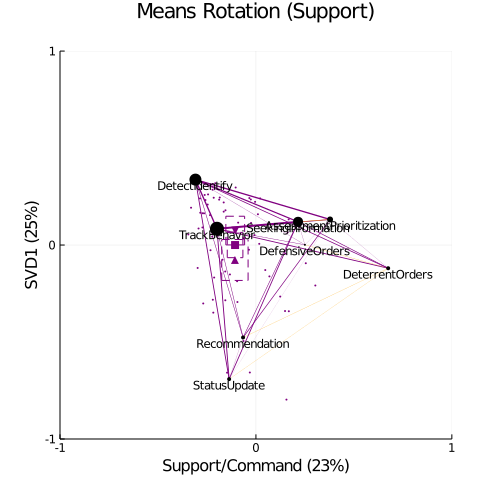 Means Rotation (Support)
1
DetectIdentify
AssignmentPrioritization
SeekingInformation
TrackBehavior
DefensiveOrders
0
DeterrentOrders
Recommendation
StatusUpdate
-1
-1
0
1
SVD1 (25%)
Support/Command (23%)